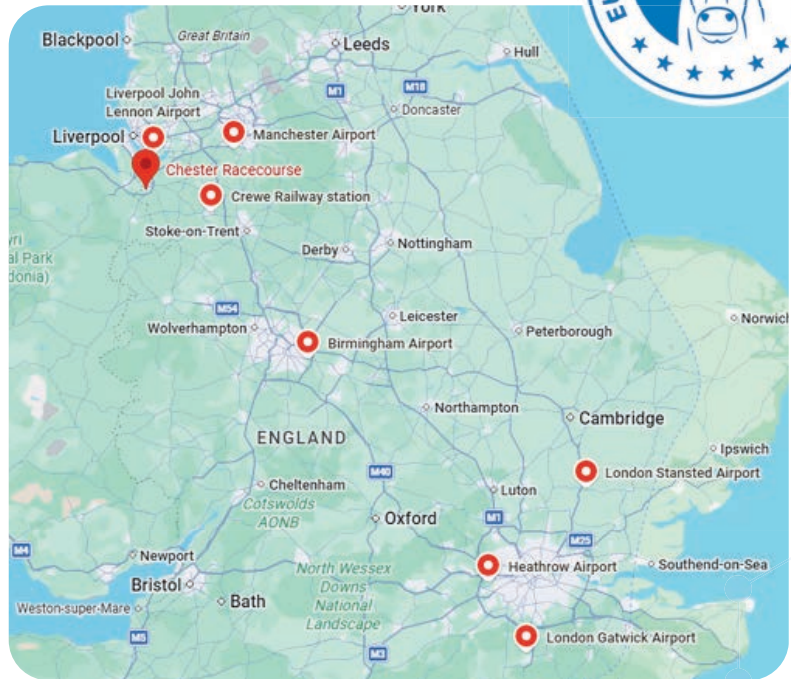 York
Blackpool
Great Britain
Leeds
Hull
Liverpool John
Lennon Airport
M1
M18
Doncaster
Liverpool
Manchester Airport
Chester Racecourse
Crewe Railway station
Stoke-on-Trent
Derby
Nottingham
al Park
donia)
M54
Leicester
Norwich
Wolverhampton
Peterborough
Birmingham Airport
Northampton
Cambridge
ENGLAND
Ipswich
Cheltenham
M40
London Stansted Airport
Cotswolds
AONB
Luton
Oxford
M1
M25
M4
Newport
North Wessex
Downs
National
Landscape
Heathrow Airport
Southend-on-Sea
Bristol
Bath
Weston-super-Mare
M5
London Gatwick Airport
M3